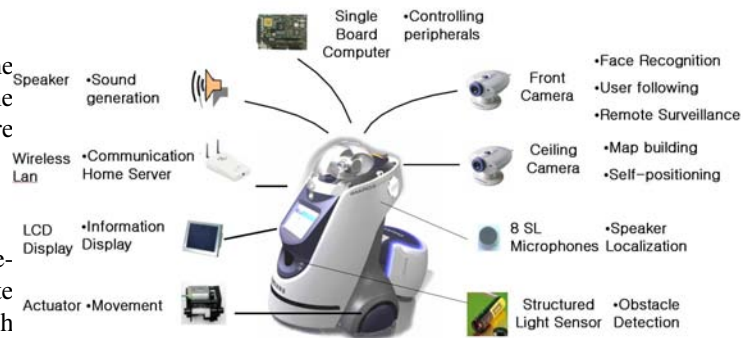 Single
Board
Computer
•Controlling
peripherals
Speaker
•Sound
generation
Front
Camera
•Face Recognition
•User following
•Remote Surveillance
Wireless
Lan
•Communication
Home Server
Ceiling
Camera
•Map building
•Self-positioning
LCD
Display
•Information
Display
8 SL
Microphones
•Speaker
Localization
Actuator
•Movement
Structured
Light Sensor
•Obstacle
Detection